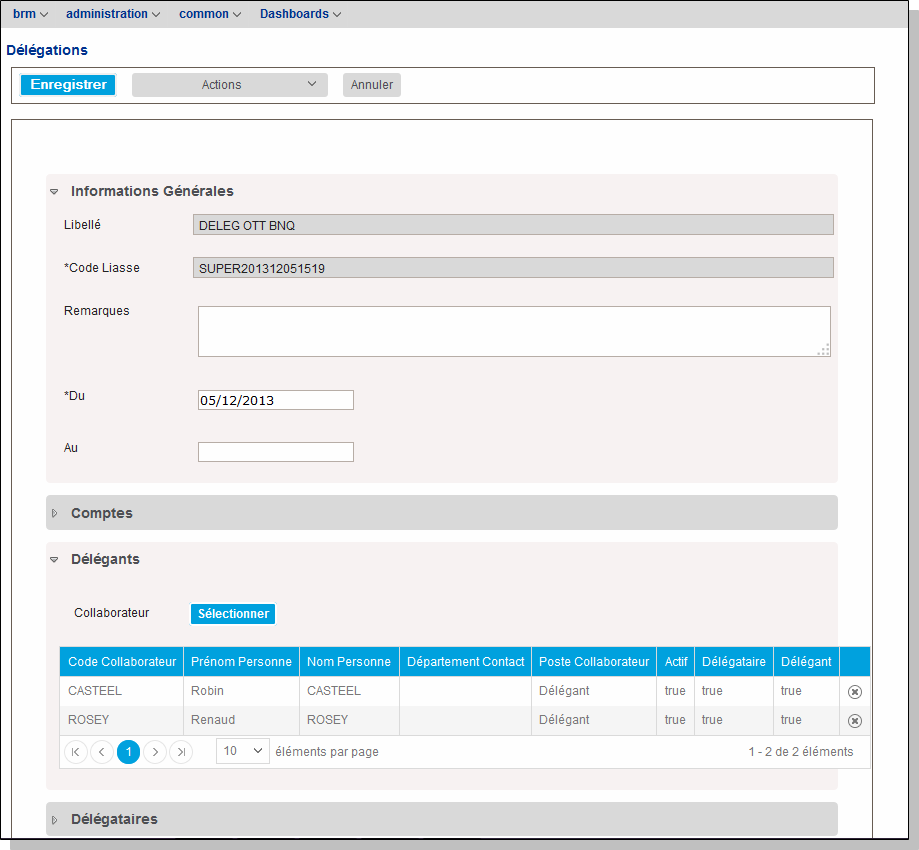 brm administration common Dashboards
Délégations
Enregistrer Actions Annuler
Informations Générales
Libellé DELEG OTT BNQ
*Code Liasse SUPER201312051519
Remarques
*Du 05/12/2013
Au
Comptes
Délégants
Collaborateur Sélectionner
Code Collaborateur Prénom Personne Nom Personne Département Contact Poste Collaborateur Actif Délégataire Délégant
CASTEEL Robin CASTEEL Délégant true true true
ROSEY Renaud ROSEY Délégant true true true
1 10 éléments par page 1 - 2 de 2 éléments
Délégataires